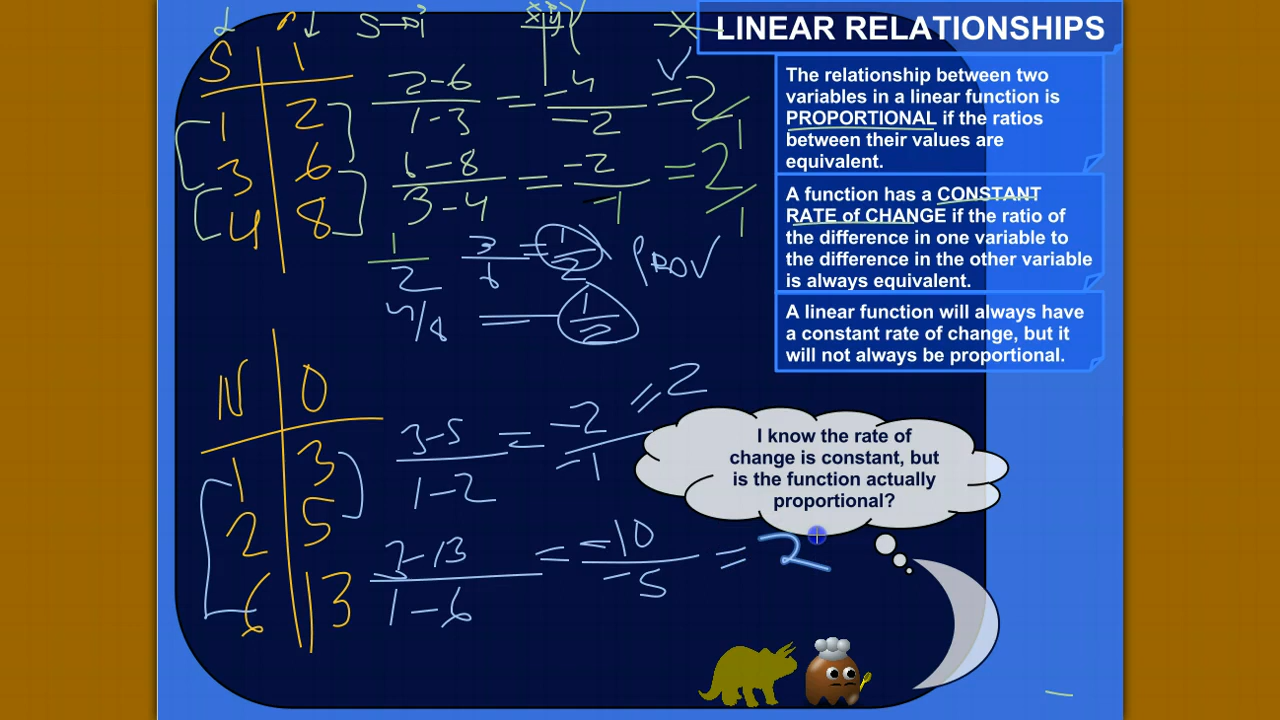 LINEAR RELATIONSHIPS
The relationship between two
variables in a linear function is
PROPORTIONAL if the ratios
between their values are
equivalent.
A function has a CONSTANT
RATE of CHANGE if the ratio of
the difference in one variable to
the difference in the other variable
is always equivalent.
A linear function will always have
a constant rate of change, but it
will not always be proportional.
I know the rate of
change is constant, but
is the function actually
proportional?
S → i
S i
1 2
3 6
4 8
2-6 / 1-3 = -4 / -2 = 2/1
6-8 / 3-4 = -2 / -1 = 2/1
1/2 3/6 = 1/2
4/8 = 1/2
N O
1 3
2 5
6 13
3-5 / 1-2 = -2 / -1 = 2
3-13 / 1-6 = -10 / -5 = 2